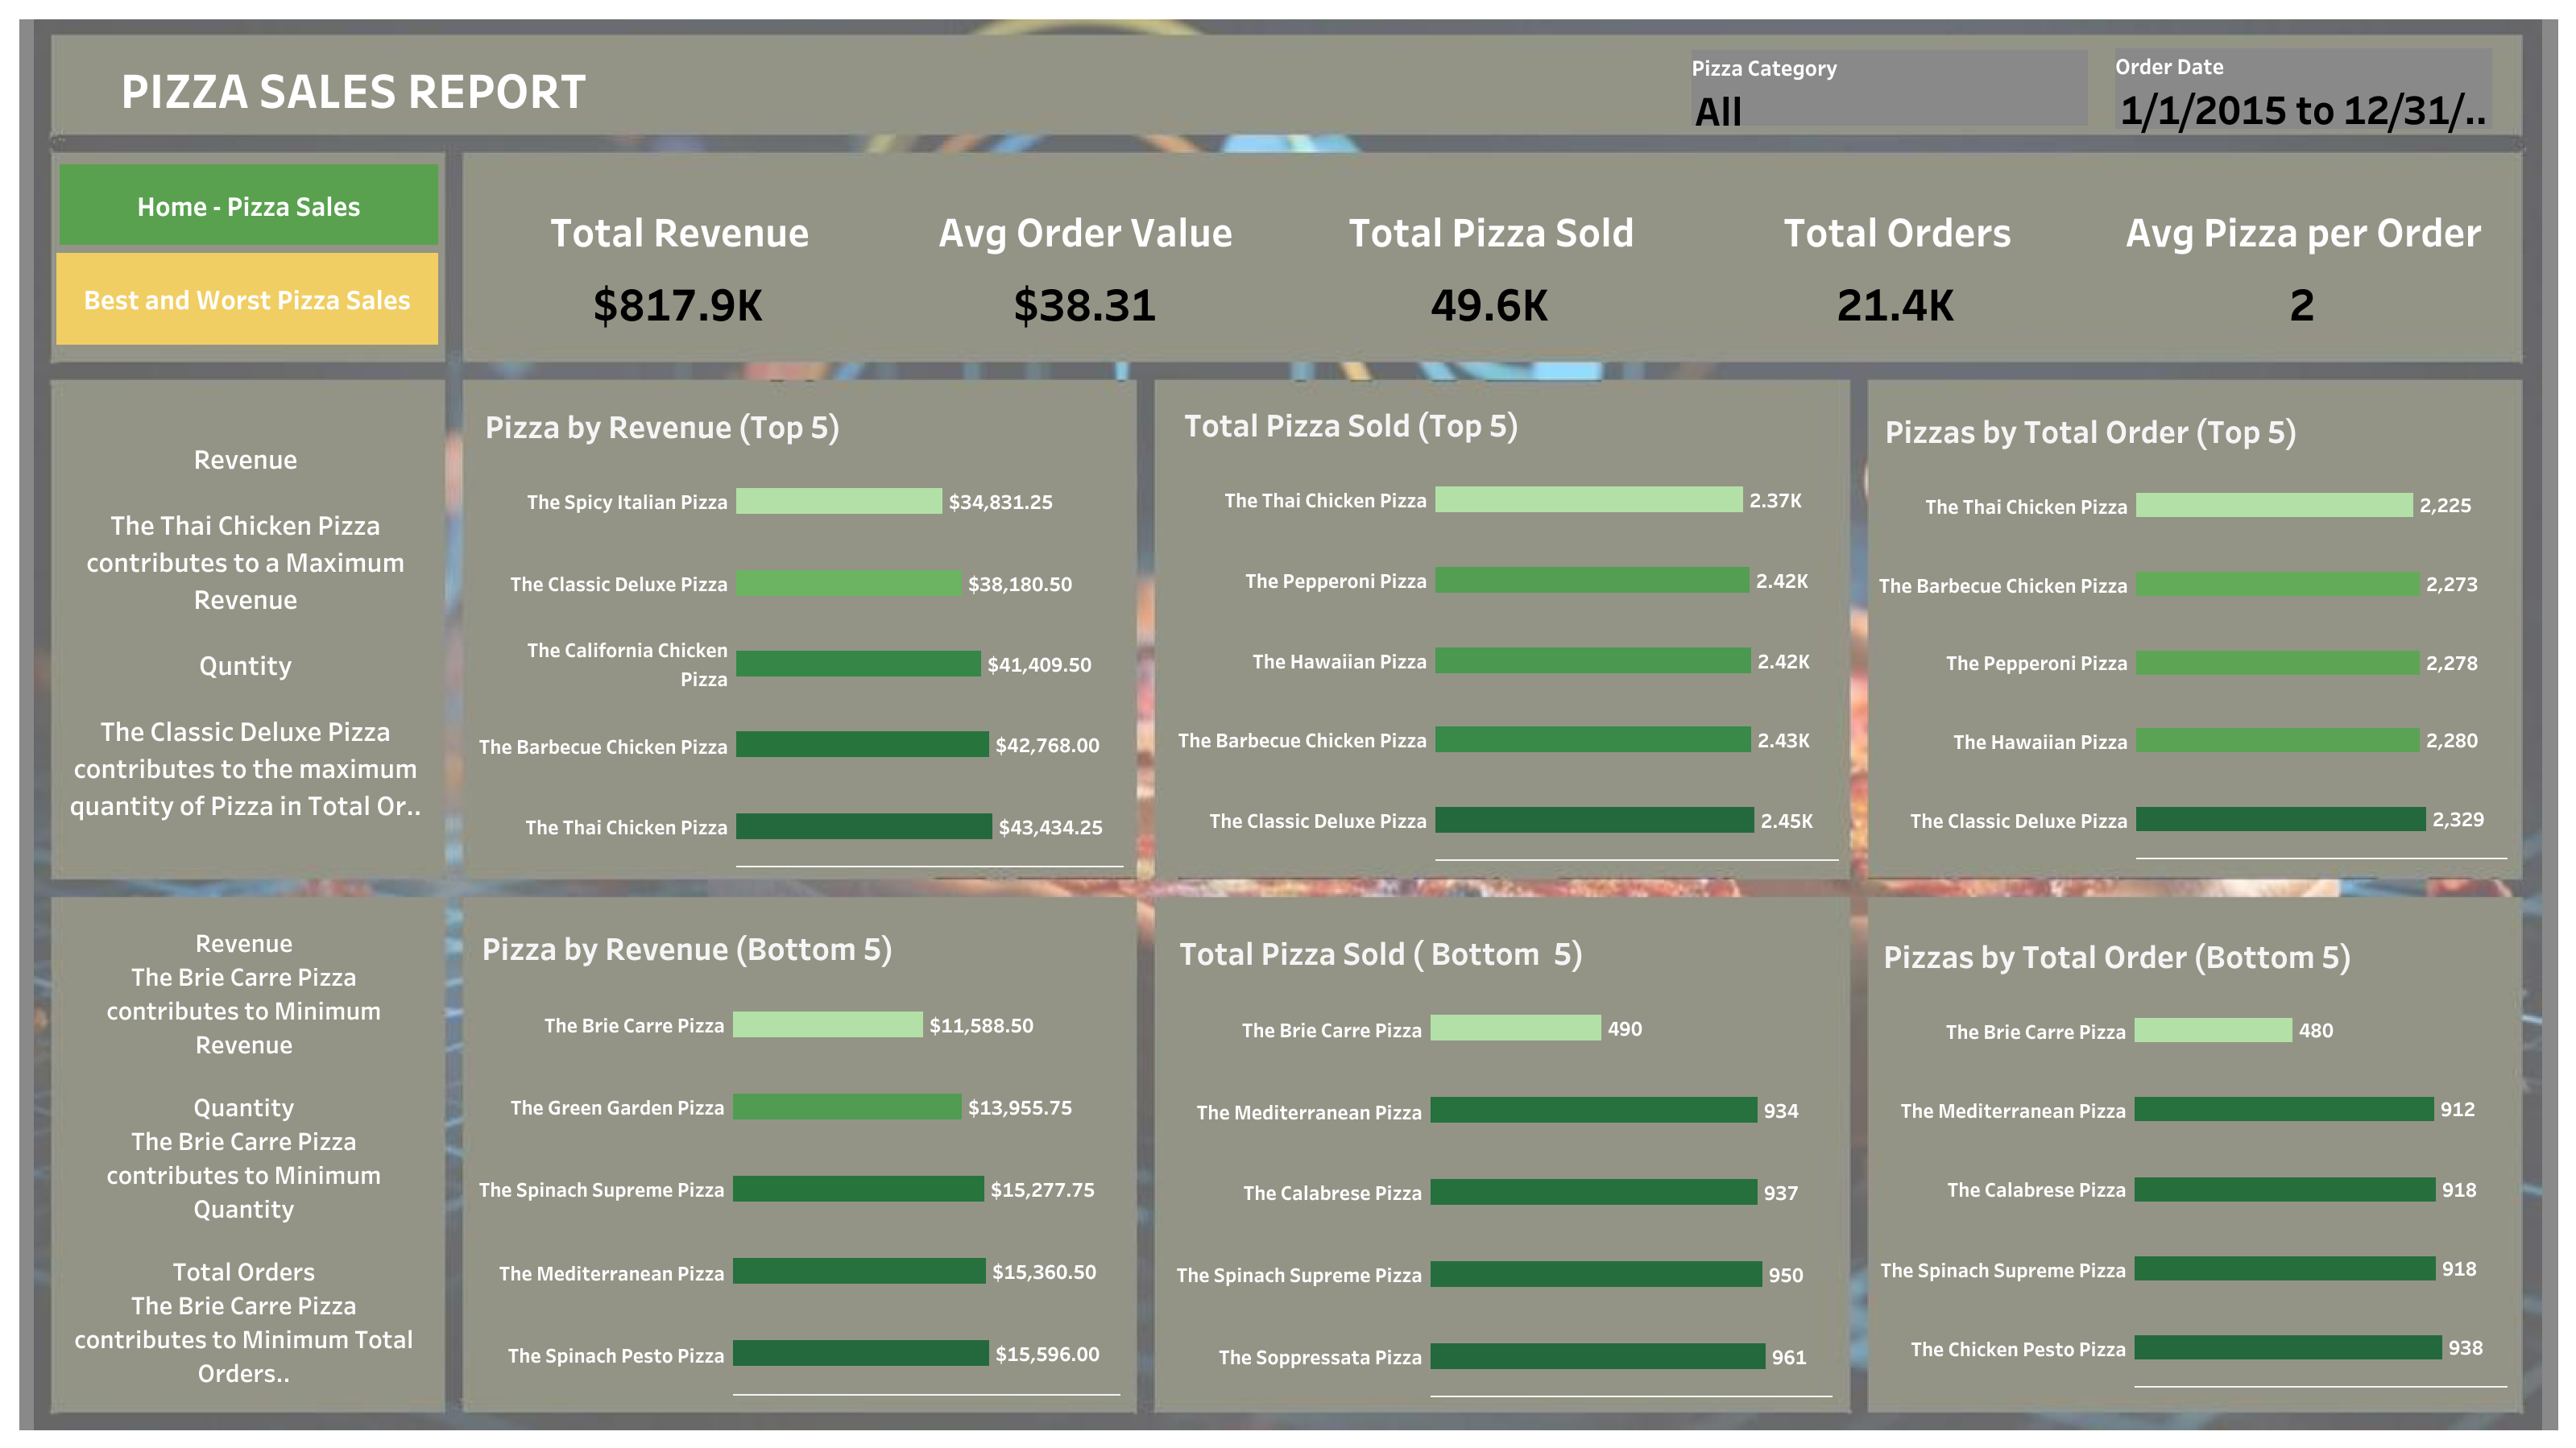 PIZZA SALES REPORT
Pizza Category
All
Order Date
1/1/2015 to 12/31/..
Home - Pizza Sales
Best and Worst Pizza Sales
Total Revenue
$817.9K
Avg Order Value
$38.31
Total Pizza Sold
49.6K
Total Orders
21.4K
Avg Pizza per Order
2
Revenue
The Thai Chicken Pizza
contributes to a Maximum
Revenue
Quntity
The Classic Deluxe Pizza
contributes to the maximum
quantity of Pizza in Total Or..
Pizza by Revenue (Top 5)
The Spicy Italian Pizza $34,831.25
The Classic Deluxe Pizza $38,180.50
The California Chicken
Pizza $41,409.50
The Barbecue Chicken Pizza $42,768.00
The Thai Chicken Pizza $43,434.25
Total Pizza Sold (Top 5)
The Thai Chicken Pizza 2.37K
The Pepperoni Pizza 2.42K
The Hawaiian Pizza 2.42K
The Barbecue Chicken Pizza 2.43K
The Classic Deluxe Pizza 2.45K
Pizzas by Total Order (Top 5)
The Thai Chicken Pizza 2,225
The Barbecue Chicken Pizza 2,273
The Pepperoni Pizza 2,278
The Hawaiian Pizza 2,280
The Classic Deluxe Pizza 2,329
Revenue
The Brie Carre Pizza
contributes to Minimum
Revenue
Quantity
The Brie Carre Pizza
contributes to Minimum
Quantity
Total Orders
The Brie Carre Pizza
contributes to Minimum Total
Orders..
Pizza by Revenue (Bottom 5)
The Brie Carre Pizza $11,588.50
The Green Garden Pizza $13,955.75
The Spinach Supreme Pizza $15,277.75
The Mediterranean Pizza $15,360.50
The Spinach Pesto Pizza $15,596.00
Total Pizza Sold ( Bottom  5)
The Brie Carre Pizza 490
The Mediterranean Pizza 934
The Calabrese Pizza 937
The Spinach Supreme Pizza 950
The Soppressata Pizza 961
Pizzas by Total Order (Bottom 5)
The Brie Carre Pizza 480
The Mediterranean Pizza 912
The Calabrese Pizza 918
The Spinach Supreme Pizza 918
The Chicken Pesto Pizza 938